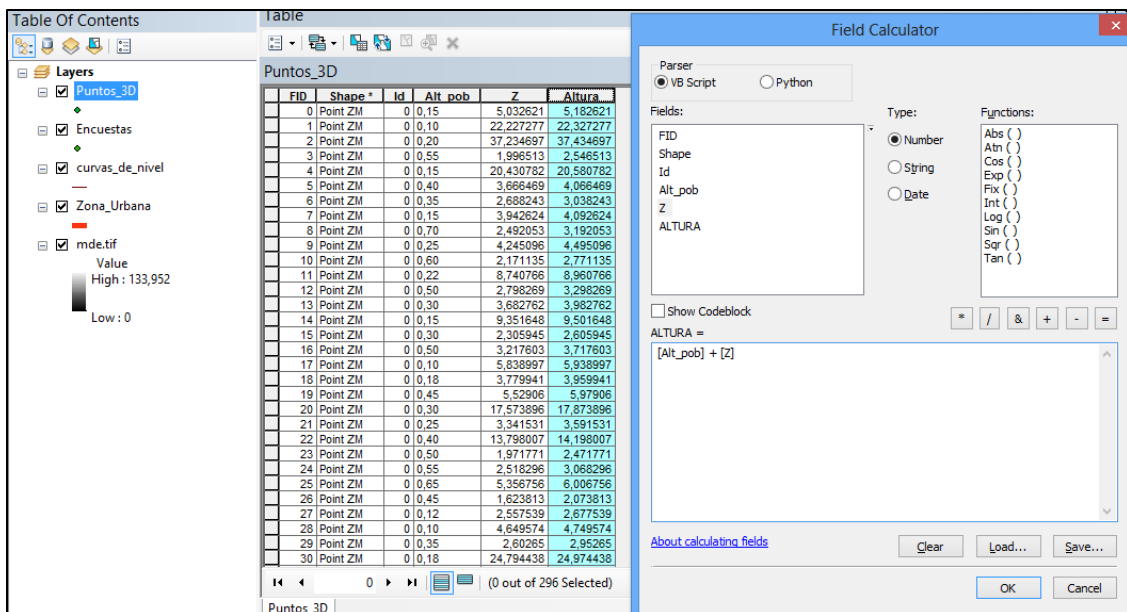 Table Of Contents
Layers
Puntos_3D
Encuestas
curvas_de_nivel
Zona_Urbana
mde.tif
Value
High : 133,952
Low : 0
Table
Puntos_3D
FID Shape * Id Alt_pob Z Altura
0 Point ZM 0 0,15 5,032621 5,182621
1 Point ZM 0 0,10 22,227277 22,327277
2 Point ZM 0 0,20 37,234697 37,434697
3 Point ZM 0 0,55 1,996513 2,546513
4 Point ZM 0 0,15 20,430782 20,580782
5 Point ZM 0 0,40 3,666469 4,066469
6 Point ZM 0 0,35 2,688243 3,038243
7 Point ZM 0 0,15 3,942624 4,092624
8 Point ZM 0 0,70 2,492053 3,192053
9 Point ZM 0 0,25 4,245096 4,495096
10 Point ZM 0 0,60 2,171135 2,771135
11 Point ZM 0 0,22 8,740766 8,960766
12 Point ZM 0 0,50 2,798269 3,298269
13 Point ZM 0 0,30 3,682762 3,982762
14 Point ZM 0 0,15 9,351648 9,501648
15 Point ZM 0 0,30 2,305945 2,605945
16 Point ZM 0 0,50 3,217603 3,717603
17 Point ZM 0 0,10 5,838997 5,938997
18 Point ZM 0 0,18 3,779941 3,959941
19 Point ZM 0 0,45 5,52906 5,97906
20 Point ZM 0 0,30 17,573896 17,873896
21 Point ZM 0 0,25 3,341531 3,591531
22 Point ZM 0 0,40 13,798007 14,198007
23 Point ZM 0 0,50 1,971771 2,471771
24 Point ZM 0 0,55 2,518296 3,068296
25 Point ZM 0 0,65 5,356756 6,006756
26 Point ZM 0 0,45 1,623813 2,073813
27 Point ZM 0 0,12 2,557539 2,677539
28 Point ZM 0 0,10 4,649574 4,749574
29 Point ZM 0 0,35 2,60265 2,95265
30 Point ZM 0 0,18 24,794438 24,974438
0 (0 out of 296 Selected)
Puntos_3D
Field Calculator
Parser
VB Script Python
Fields: Type: Functions:
FID
Shape
Id
Alt_pob
Z
ALTURA
Number
String
Date
Abs ( )
Atn ( )
Cos ( )
Exp ( )
Fix ( )
Int ( )
Log ( )
Sin ( )
Sqr ( )
Tan ( )
Show Codeblock
* / & + - =
ALTURA =
[Alt_pob] + [Z]
About calculating fields
Clear Load... Save...
OK Cancel